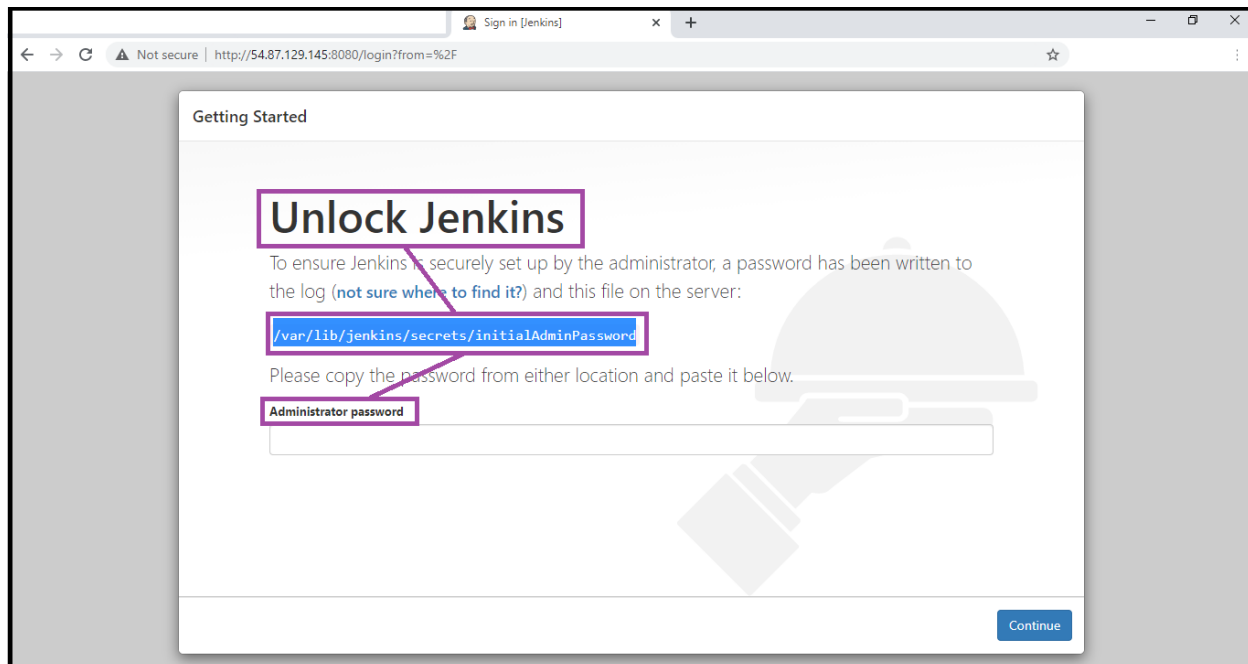 Sign in [Jenkins]
Not secure | http://54.87.129.145:8080/login?from=%2F
Getting Started
Unlock Jenkins
To ensure Jenkins is securely set up by the administrator, a password has been written to
the log (not sure where to find it?) and this file on the server:
/var/lib/jenkins/secrets/initialAdminPassword
Please copy the password from either location and paste it below.
Administrator password
Continue